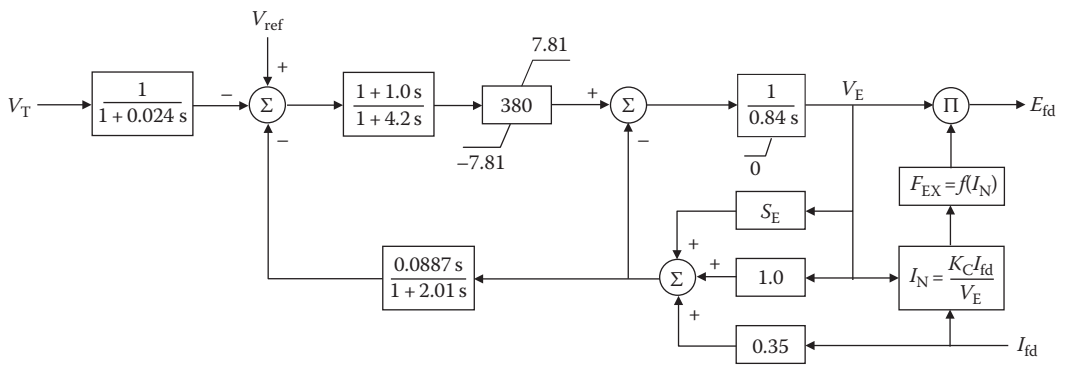 V_ref
7.81
V_T
1
1 + 0.024 s
−
+
Σ
−
1 + 1.0 s
1 + 4.2 s
380
−7.81
+
Σ
−
1
0.84 s
0
V_E
Π
E_fd
F_EX = f(I_N)
S_E
+
0.0887 s
1 + 2.01 s
Σ
+
+
1.0
I_N = K_C I_fd
V_E
0.35
I_fd